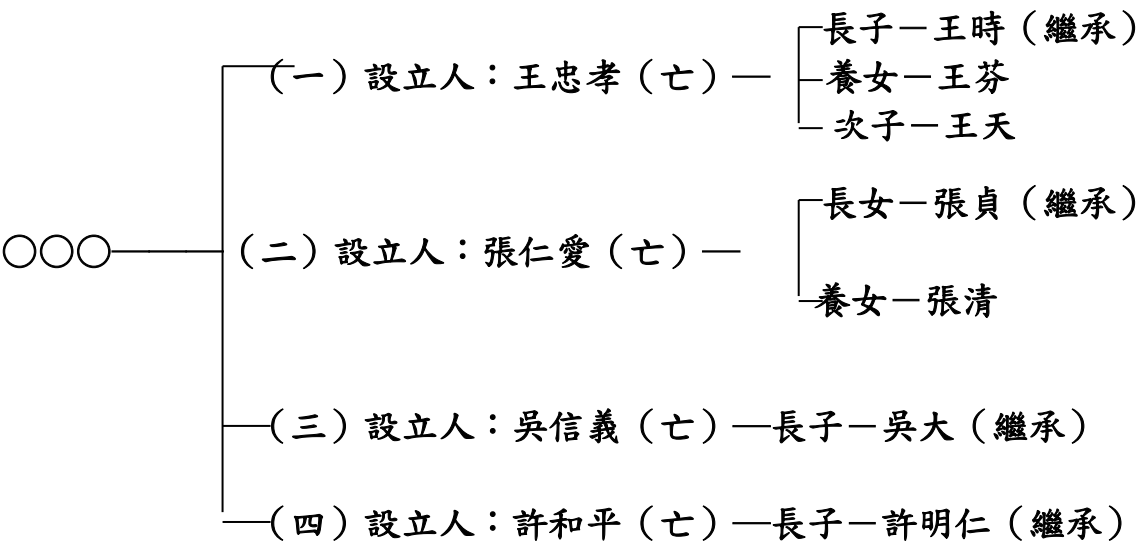 長子－王時（繼承）
（一）設立人：王忠孝（亡）－養女－王芬
次子－王天
長女－張貞（繼承）
○○○ （二）設立人：張仁愛（亡）－
養女－張清
（三）設立人：吳信義（亡）－長子－吳大（繼承）
（四）設立人：許和平（亡）－長子－許明仁（繼承）